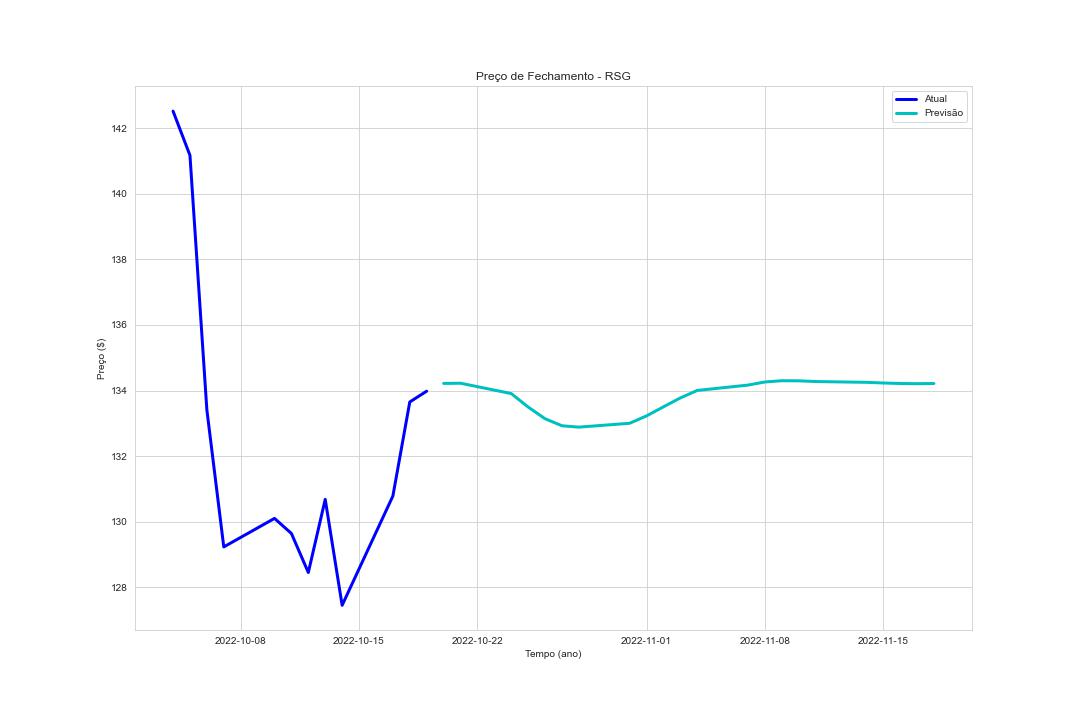 Preço de Fechamento - RSG
Atual
Previsão
142
140
138
136
134
132
130
128
Preço ($)
2022-10-08
2022-10-15
2022-10-22
2022-11-01
2022-11-08
2022-11-15
Tempo (ano)